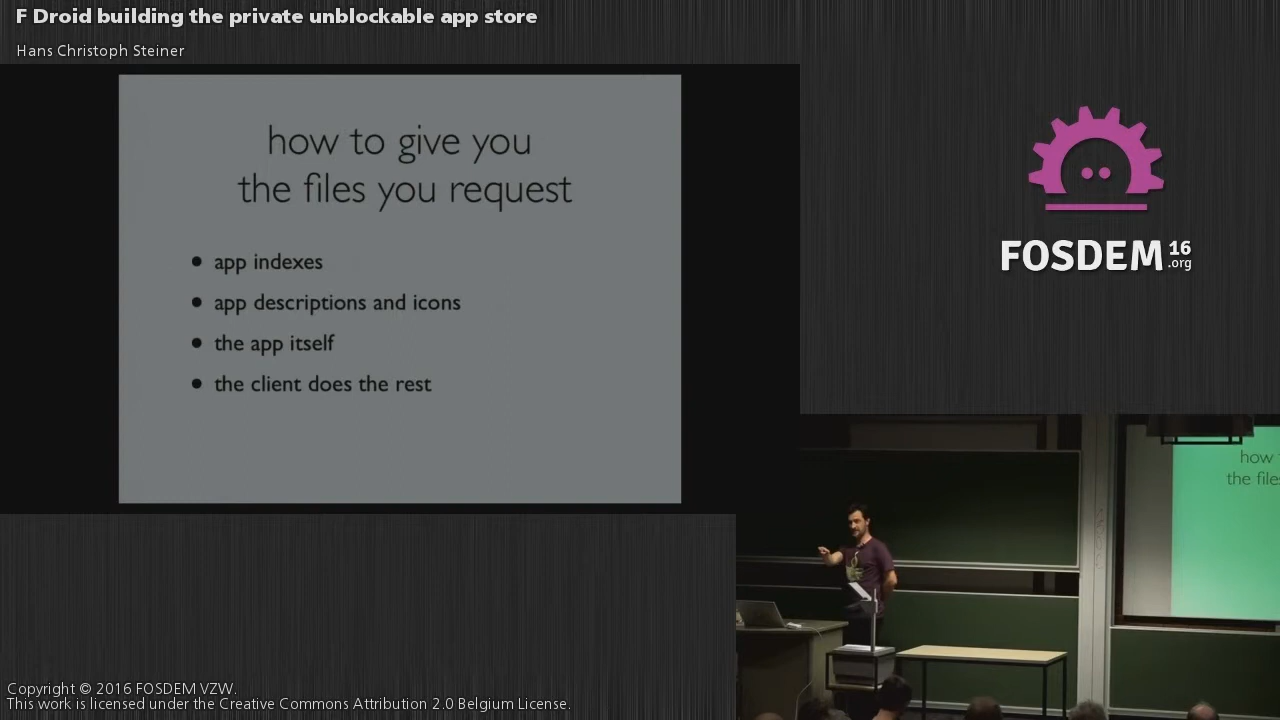 F Droid building the private unblockable app store
Hans Christoph Steiner
how to give you
the files you request
• app indexes
• app descriptions and icons
• the app itself
• the client does the rest
FOSDEM 16
.org
how
the file
Copyright © 2016 FOSDEM VZW.
This work is licensed under the Creative Commons Attribution 2.0 Belgium License.